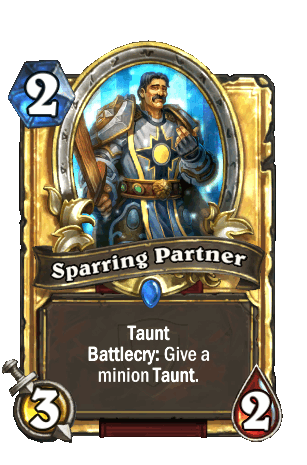 2
Sparring Partner
Taunt
Battlecry: Give a
minion Taunt.
3
2